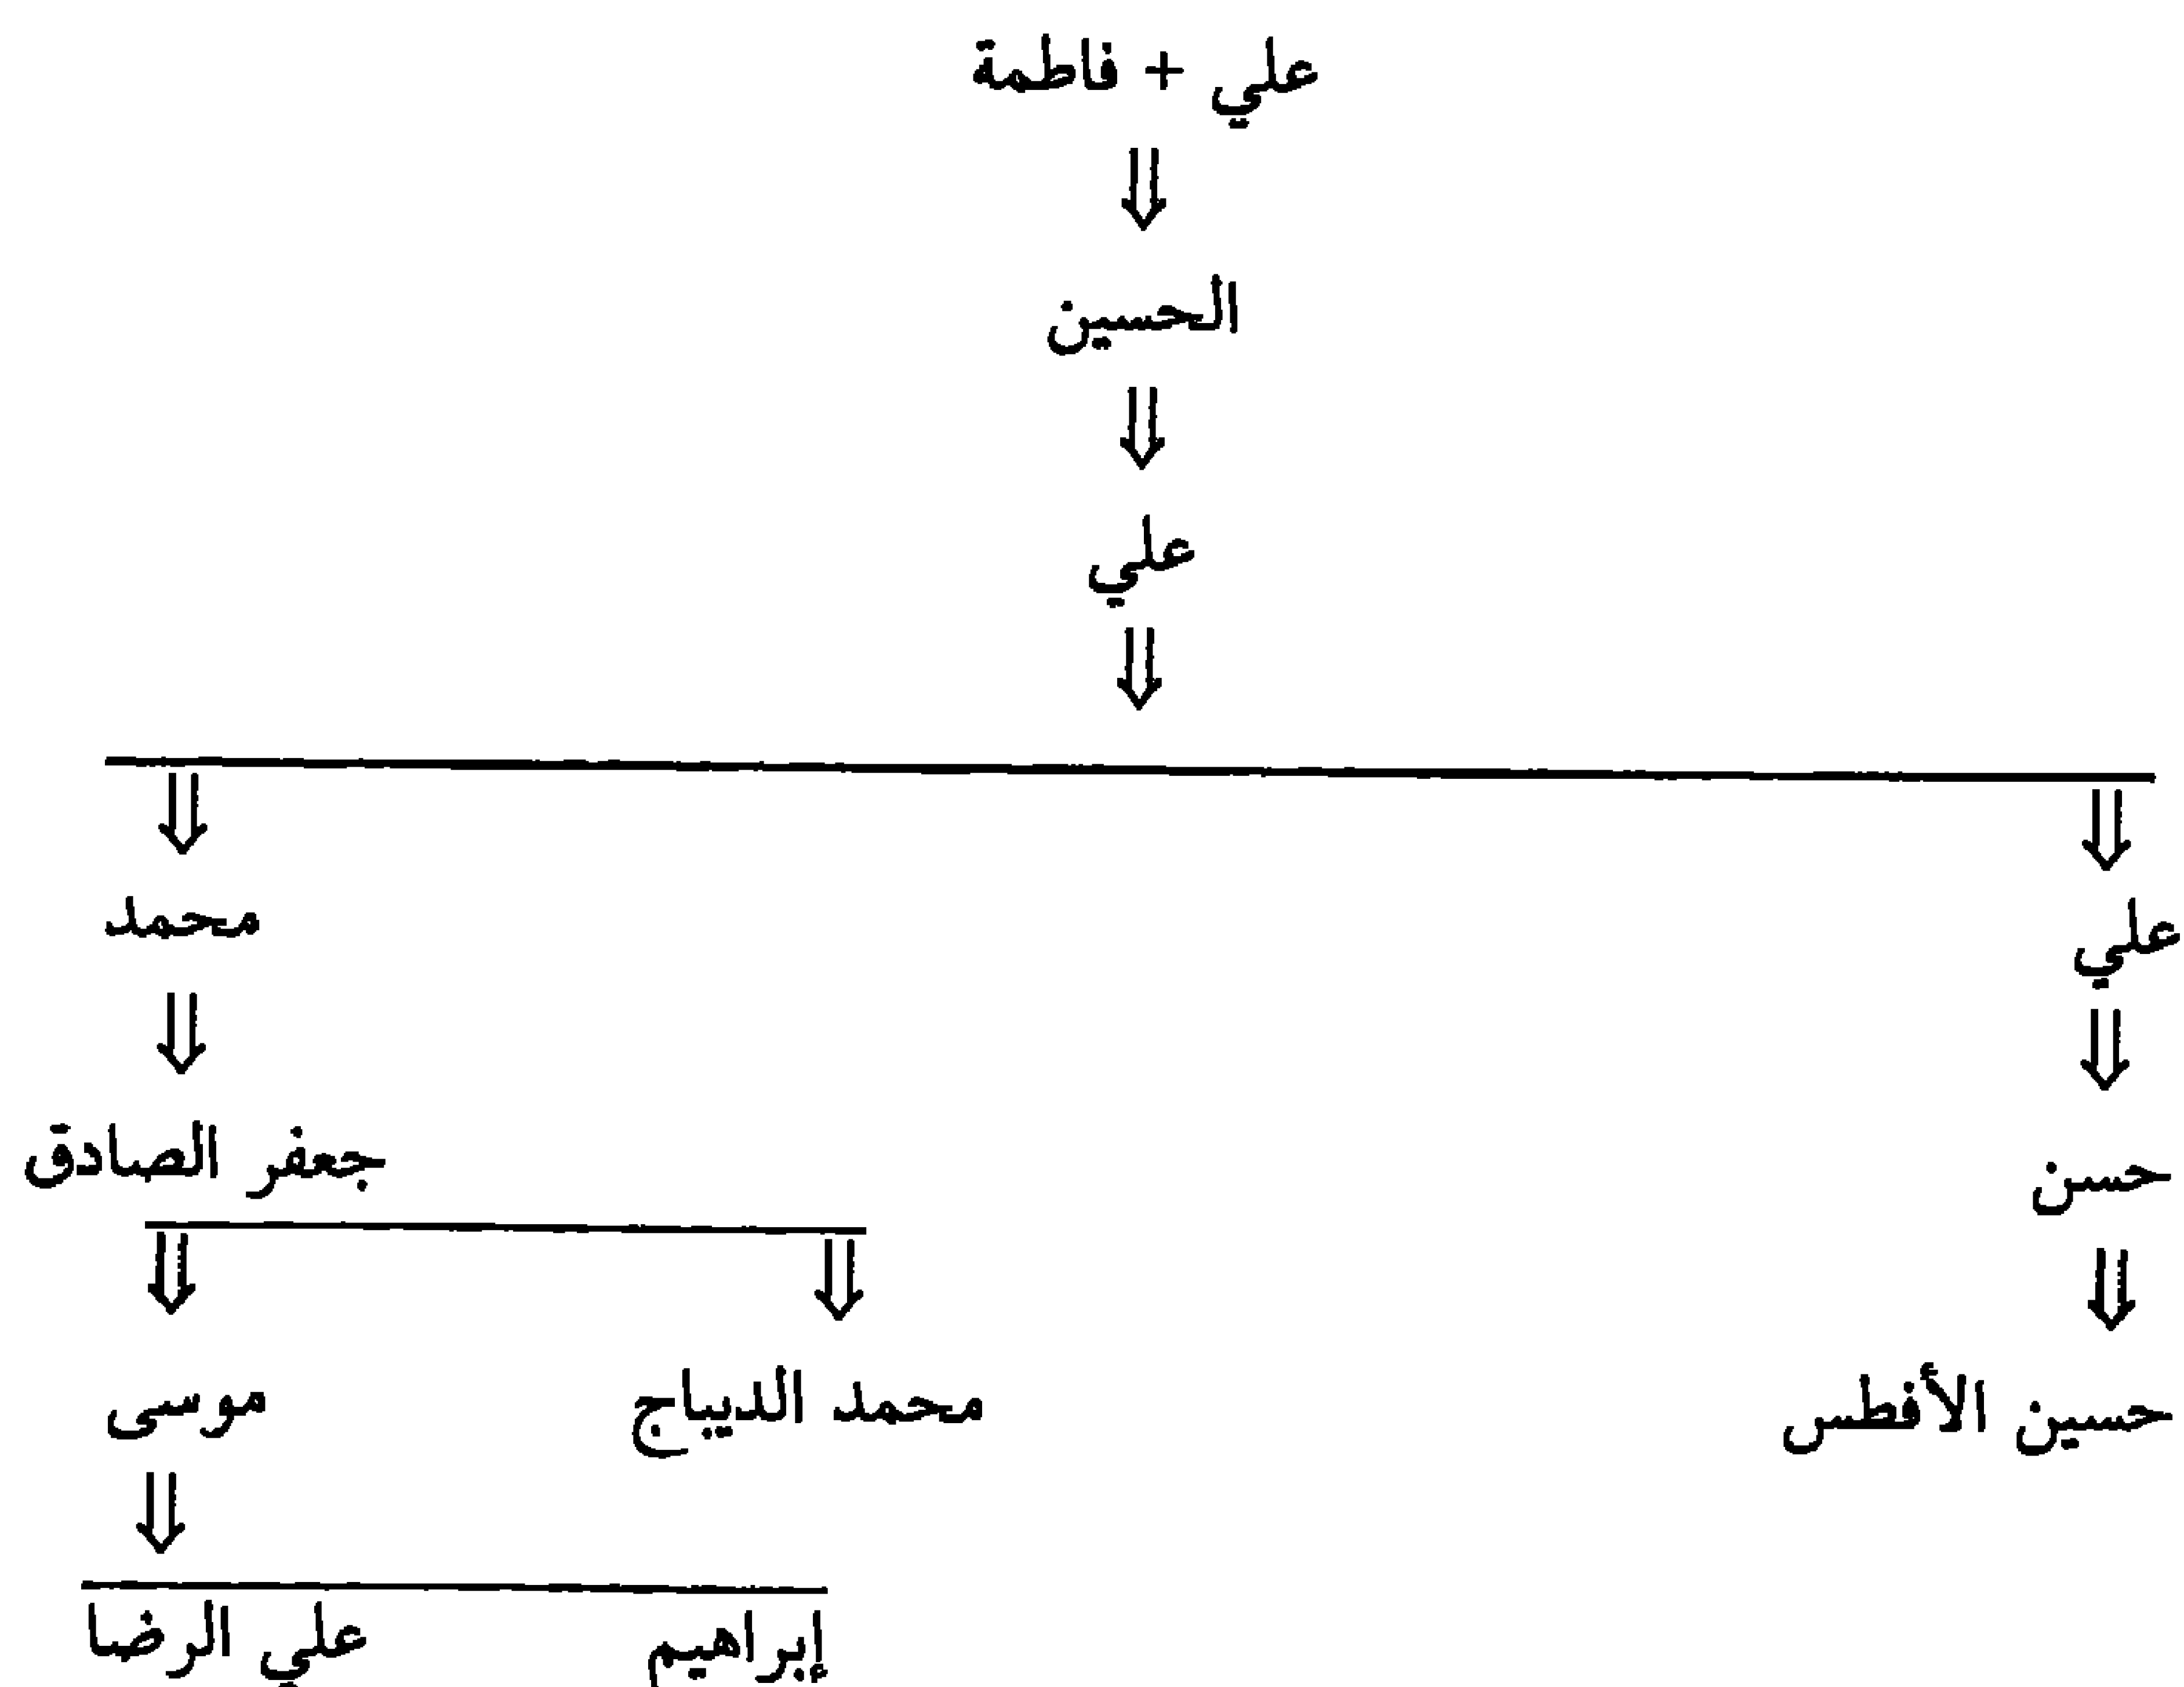 علي + فاطمة
الحسين
علي
علي
محمد
حسن
جعفر الصادق
حسين الأفطس
محمد الديباج
موسى
إبراهيم
علي الرضا